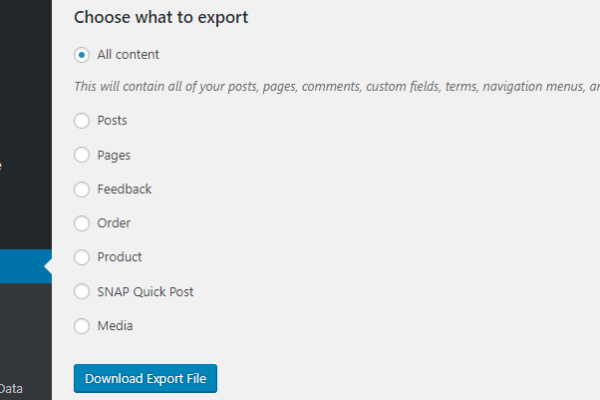 Choose what to export
All content
This will contain all of your posts, pages, comments, custom fields, terms, navigation menus,
Posts
Pages
Feedback
Order
Product
SNAP Quick Post
Media
Download Export File
Data